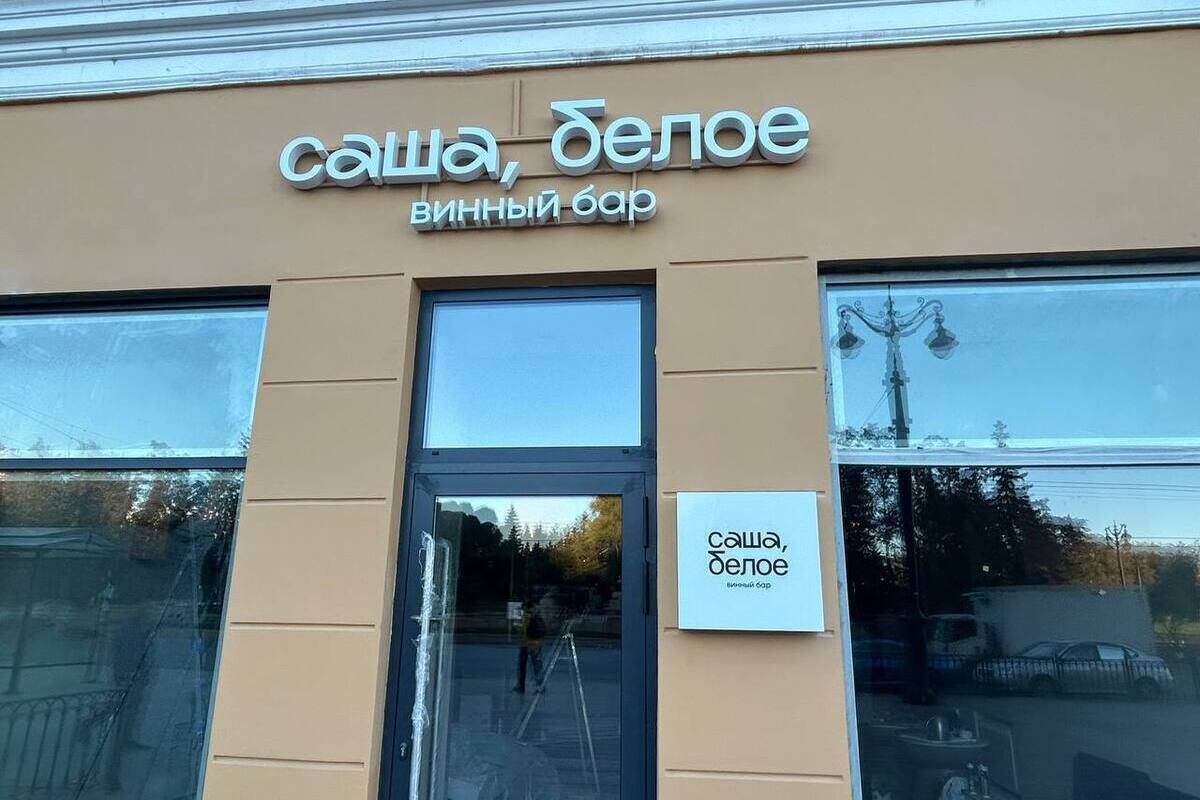 саша, белое
винный бар
саша,
белое
винный бар